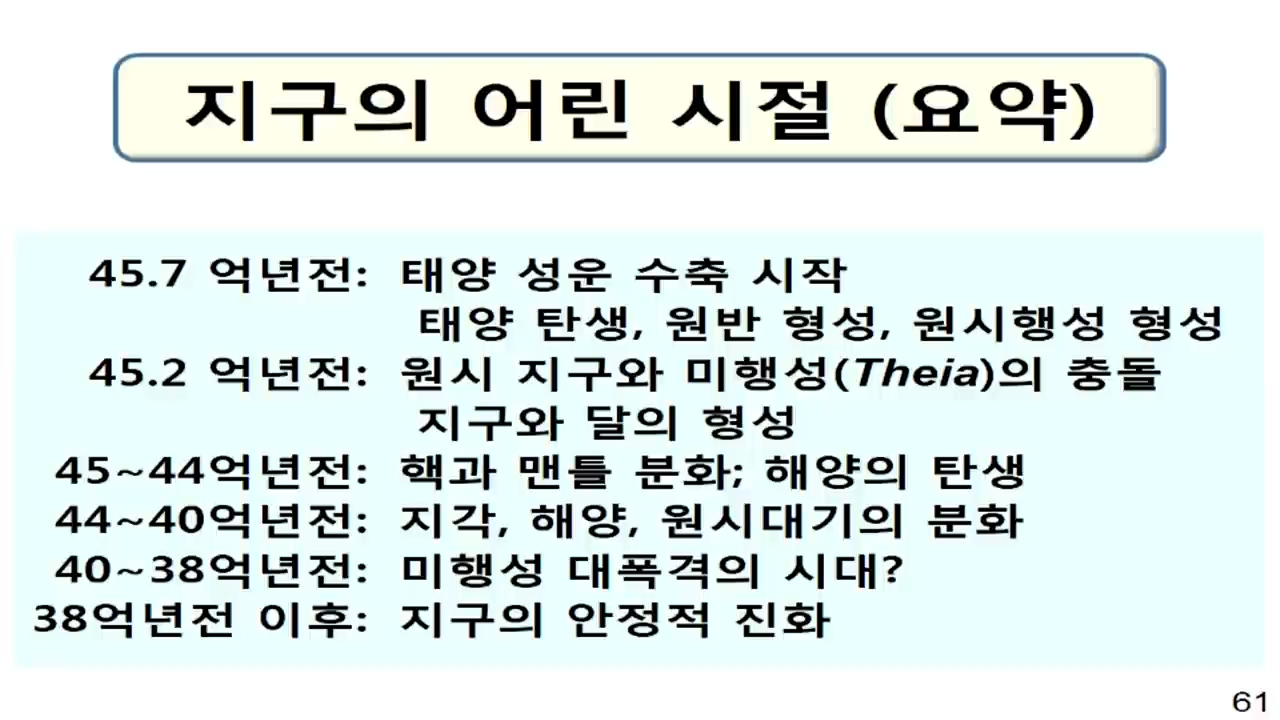 지구의 어린 시절 (요약)
45.7 억년전: 태양 성운 수축 시작
태양 탄생, 원반 형성, 원시행성 형성
45.2 억년전: 원시 지구와 미행성(Theia)의 충돌
지구와 달의 형성
45~44억년전: 핵과 맨틀 분화; 해양의 탄생
44~40억년전: 지각, 해양, 원시대기의 분화
40~38억년전: 미행성 대폭격의 시대?
38억년전 이후: 지구의 안정적 진화
61